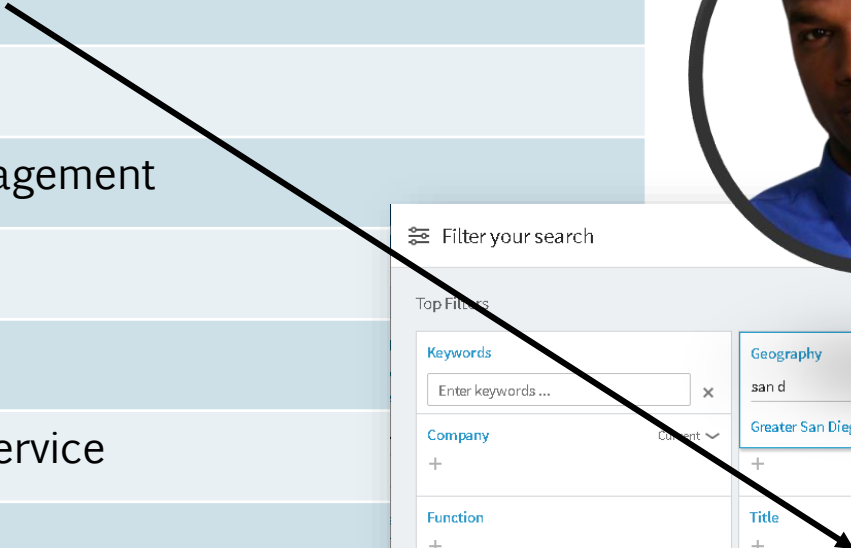 agement
Filter your search
Top Filters
Keywords
Geography
Enter keywords ...
san d
Company
Current
Greater San Die
ervice
Function
Title